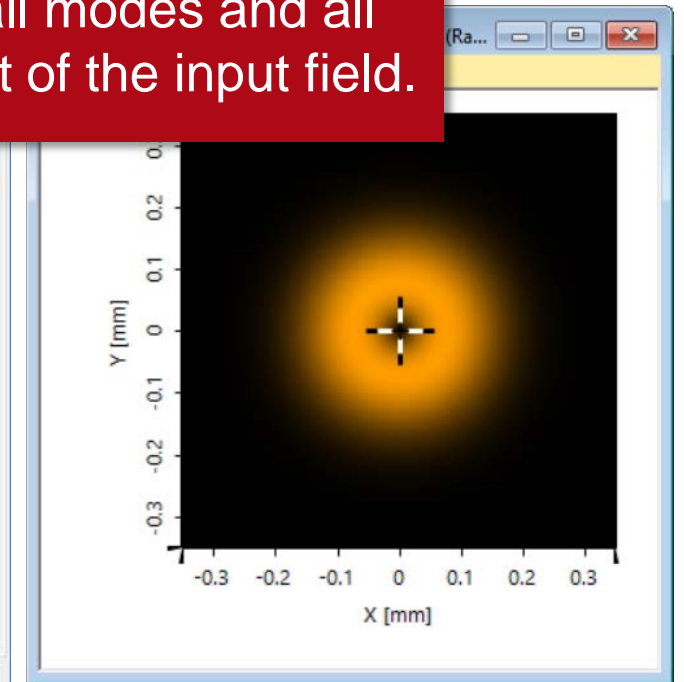 all modes and all
t of the input field.
(Ra...
0.2
0.1
0
-0.1
-0.2
-0.3
Y [mm]
-0.3 -0.2 -0.1 0 0.1 0.2 0.3
X [mm]